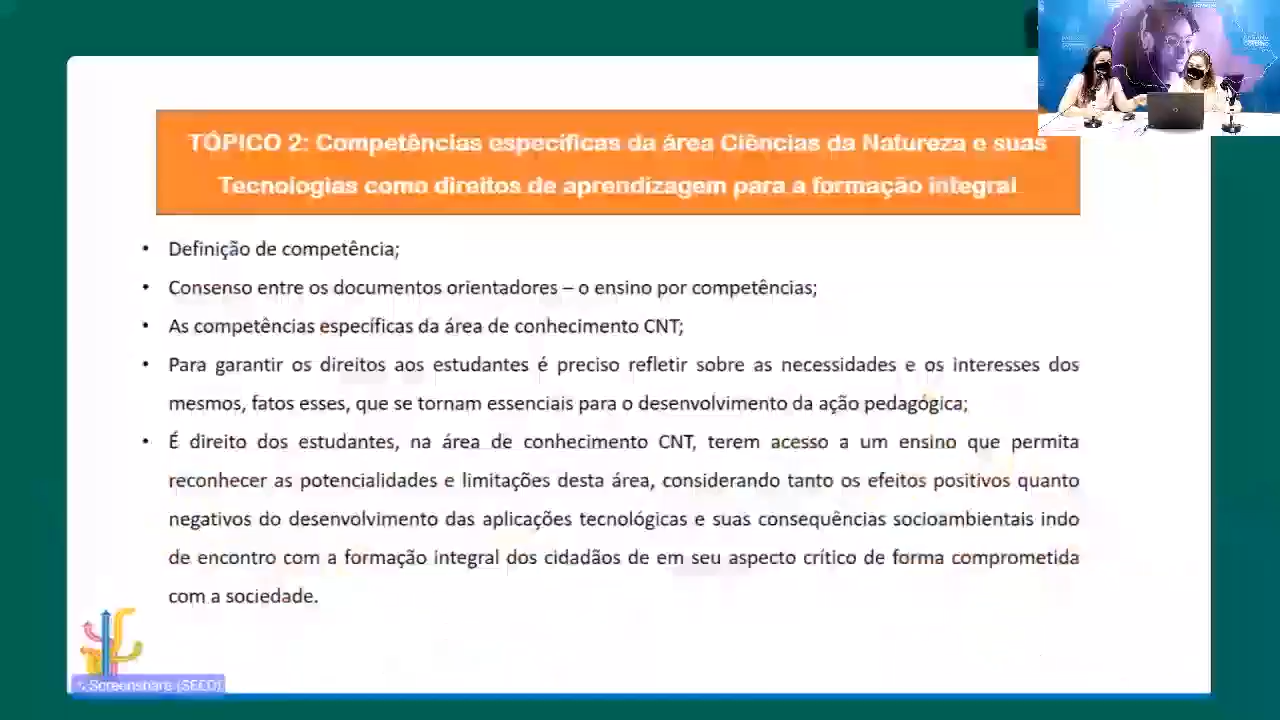 TÓPICO 2: Competências específicas da área Ciências da Natureza e suas
Tecnologias como direitos de aprendizagem para a formação integral
• Definição de competência;
• Consenso entre os documentos orientadores – o ensino por competências;
• As competências específicas da área de conhecimento CNT;
• Para garantir os direitos aos estudantes é preciso refletir sobre as necessidades e os interesses dos
mesmos, fatos esses, que se tornam essenciais para o desenvolvimento da ação pedagógica;
• É direito dos estudantes, na área de conhecimento CNT, terem acesso a um ensino que permita
reconhecer as potencialidades e limitações desta área, considerando tanto os efeitos positivos quanto
negativos do desenvolvimento das aplicações tecnológicas e suas consequências socioambientais indo
de encontro com a formação integral dos cidadãos de em seu aspecto crítico de forma comprometida
com a sociedade.
Screenshare (SECO)